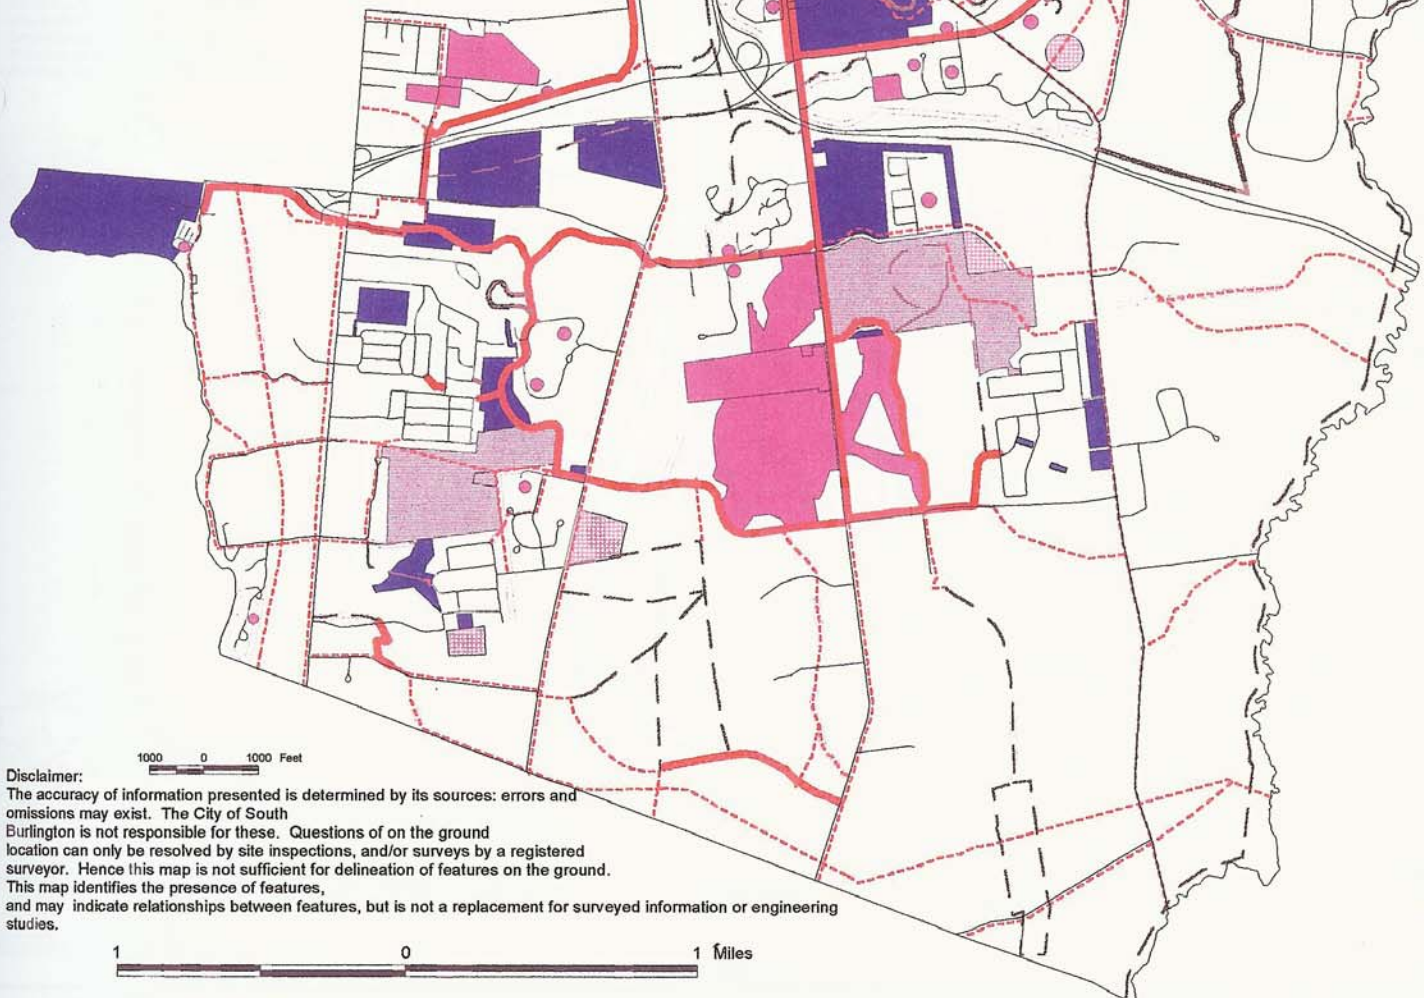 1000 0 1000 Feet
Disclaimer:
The accuracy of information presented is determined by its sources: errors and
omissions may exist. The City of South
Burlington is not responsible for these. Questions of on the ground
location can only be resolved by site inspections, and/or surveys by a registered
surveyor. Hence this map is not sufficient for delineation of features on the ground.
This map identifies the presence of features,
and may indicate relationships between features, but is not a replacement for surveyed information or engineering
studies.
1 0 1 Miles